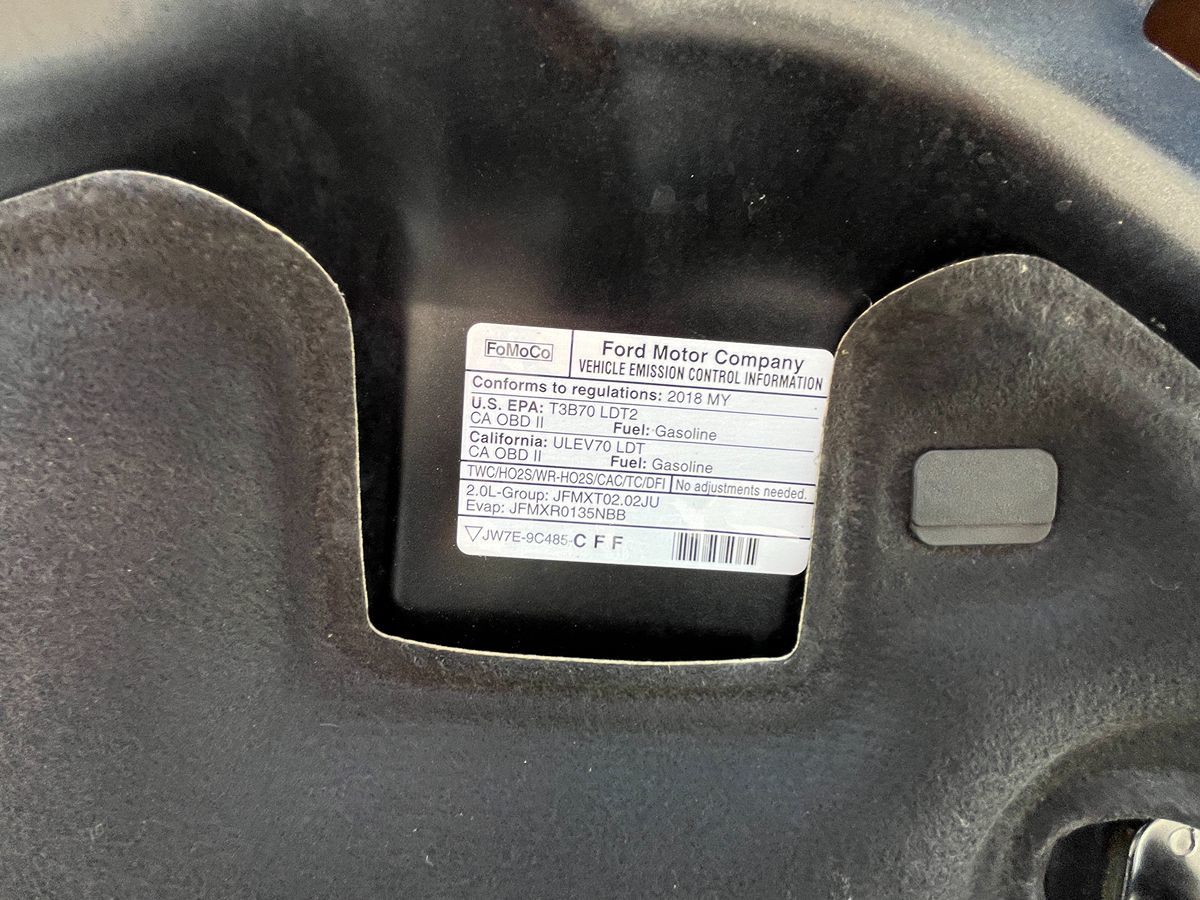 FoMoCo
Ford Motor Company
VEHICLE EMISSION CONTROL INFORMATION
Conforms to regulations: 2018 MY
U.S. EPA: T3B70 LDT2
CA OBD II Fuel: Gasoline
California: ULEV70 LDT
CA OBD II Fuel: Gasoline
TWC/HO2S/WR-HO2S/CAC/TC/DFI No adjustments needed.
2.0L-Group: JFMXT02.02JU
Evap: JFMXR0135NBB
JW7E-9C485-C F F